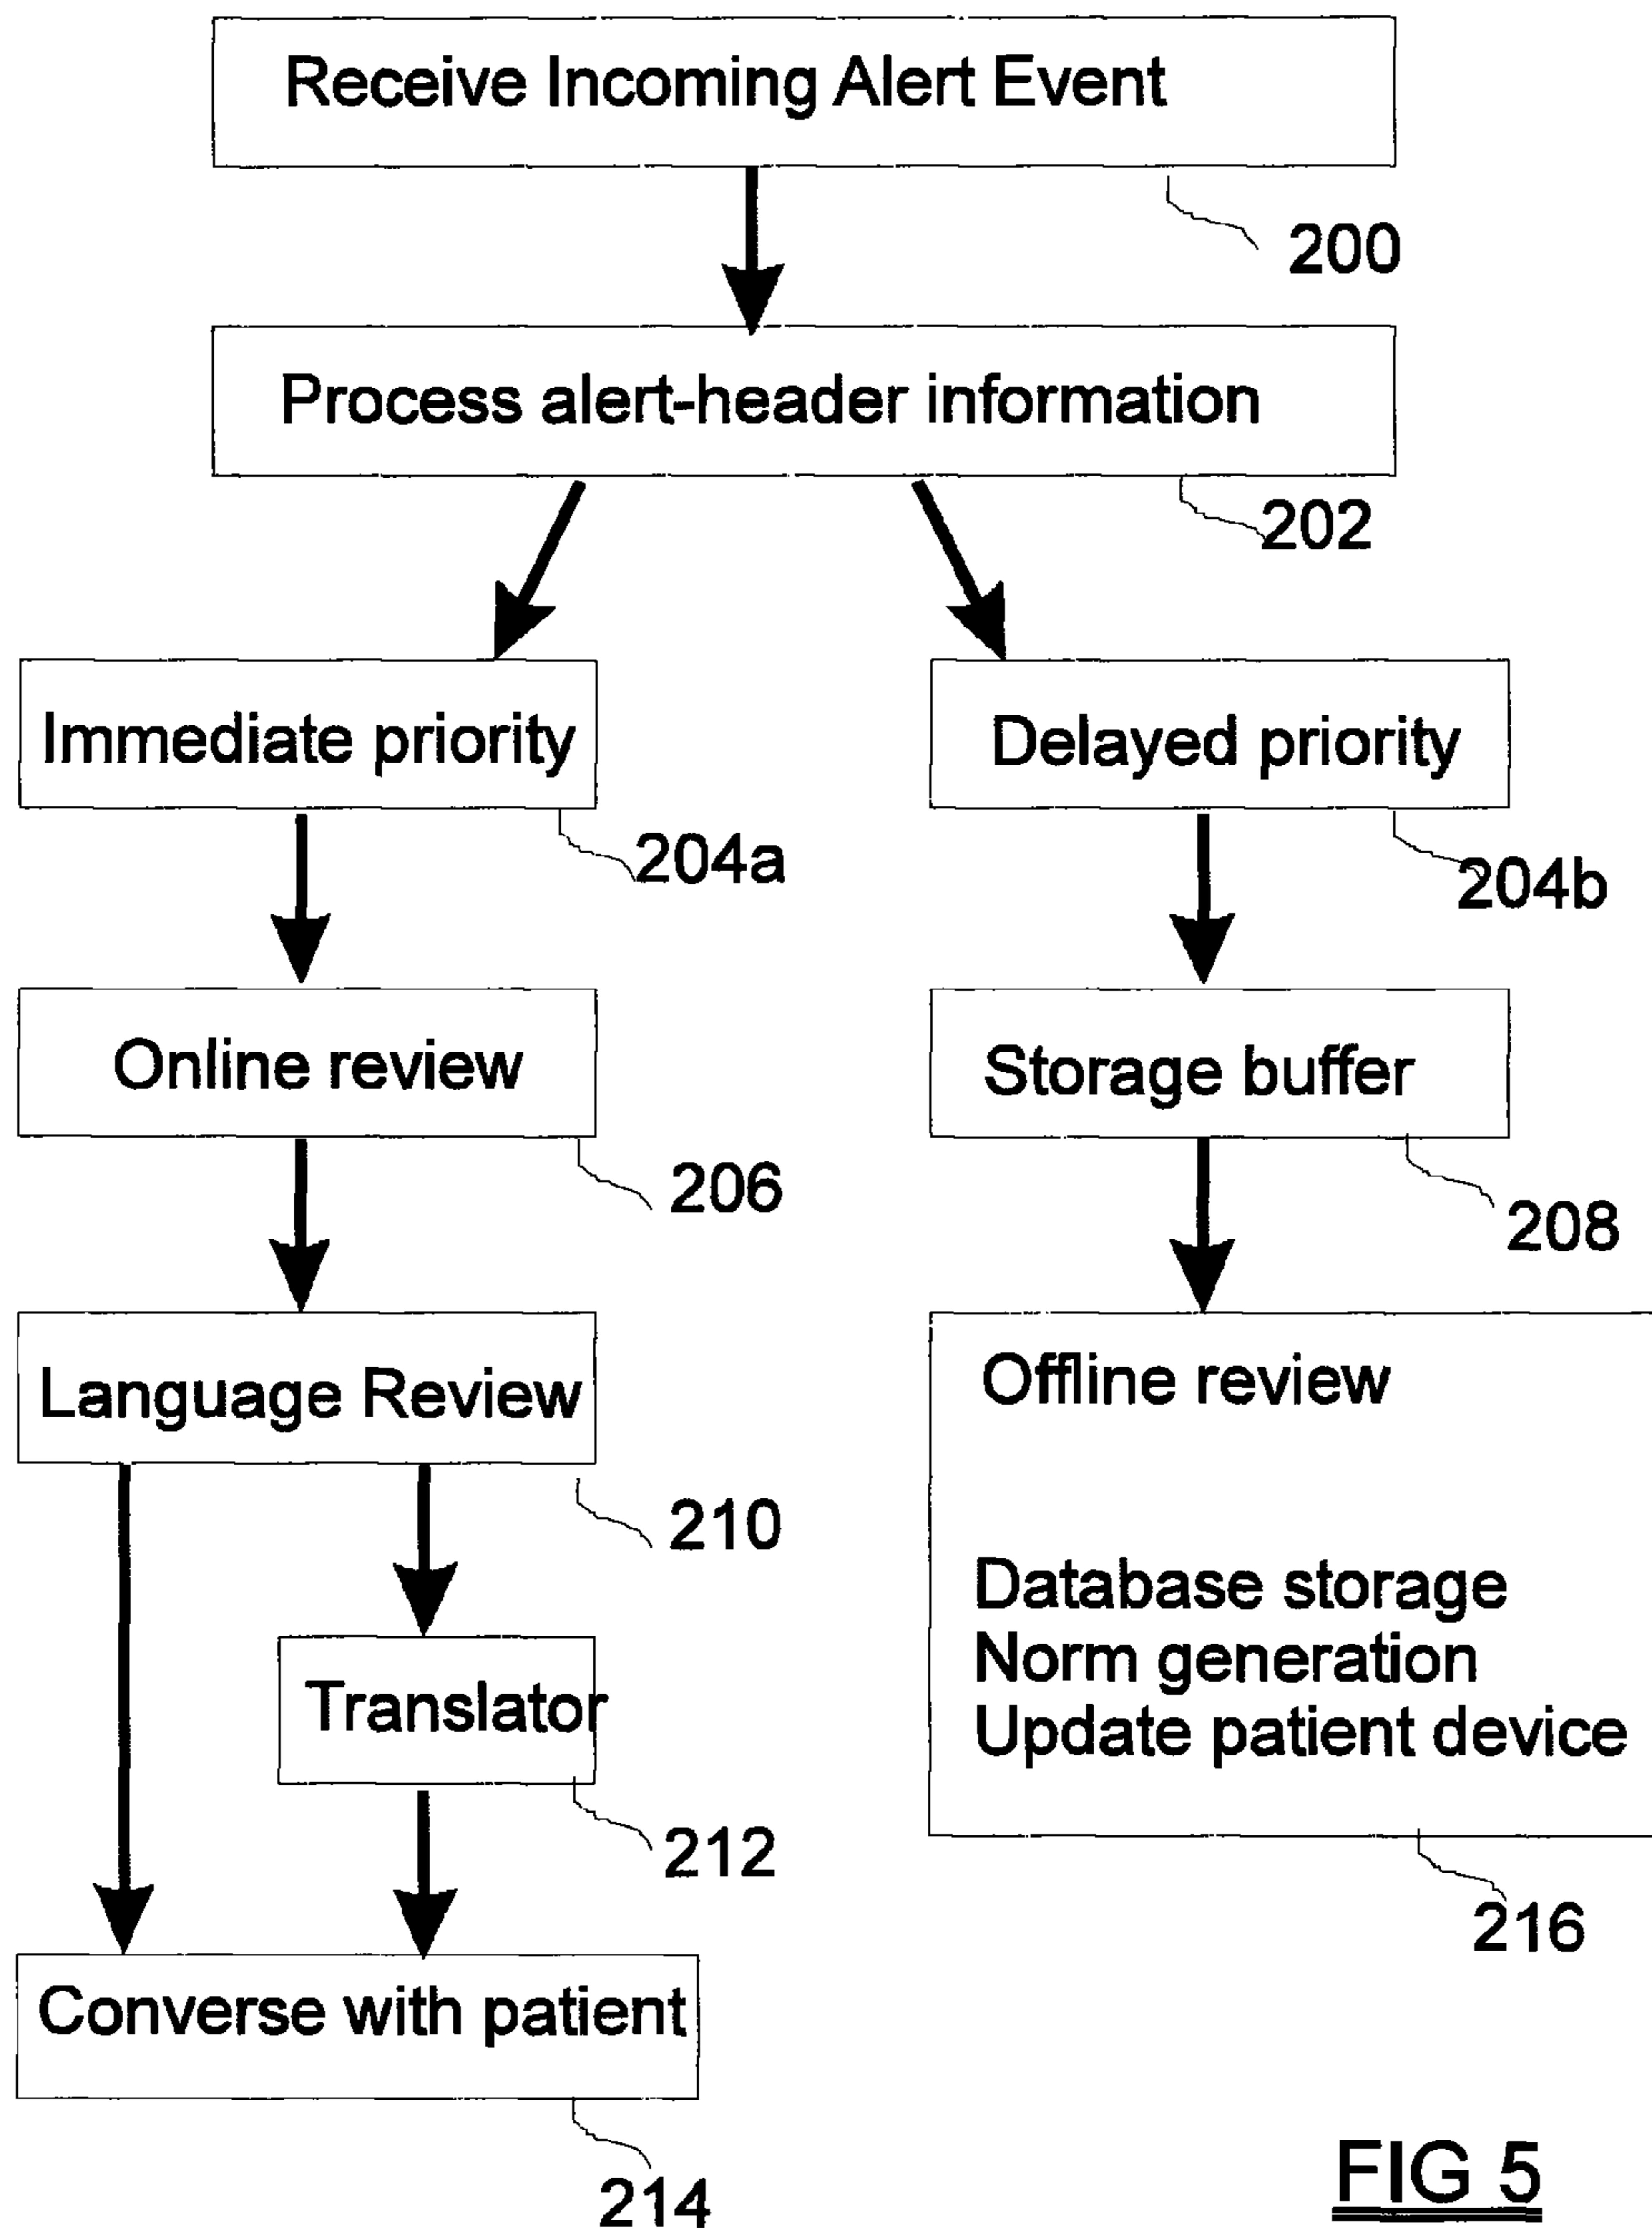 Receive Incoming Alert Event
200
Process alert-header information
202
Immediate priority
204a
Delayed priority
204b
Online review
206
Storage buffer
208
Language Review
210
Offline review
Database storage
Norm generation
Update patient device
216
Translator
212
Converse with patient
214
FIG 5